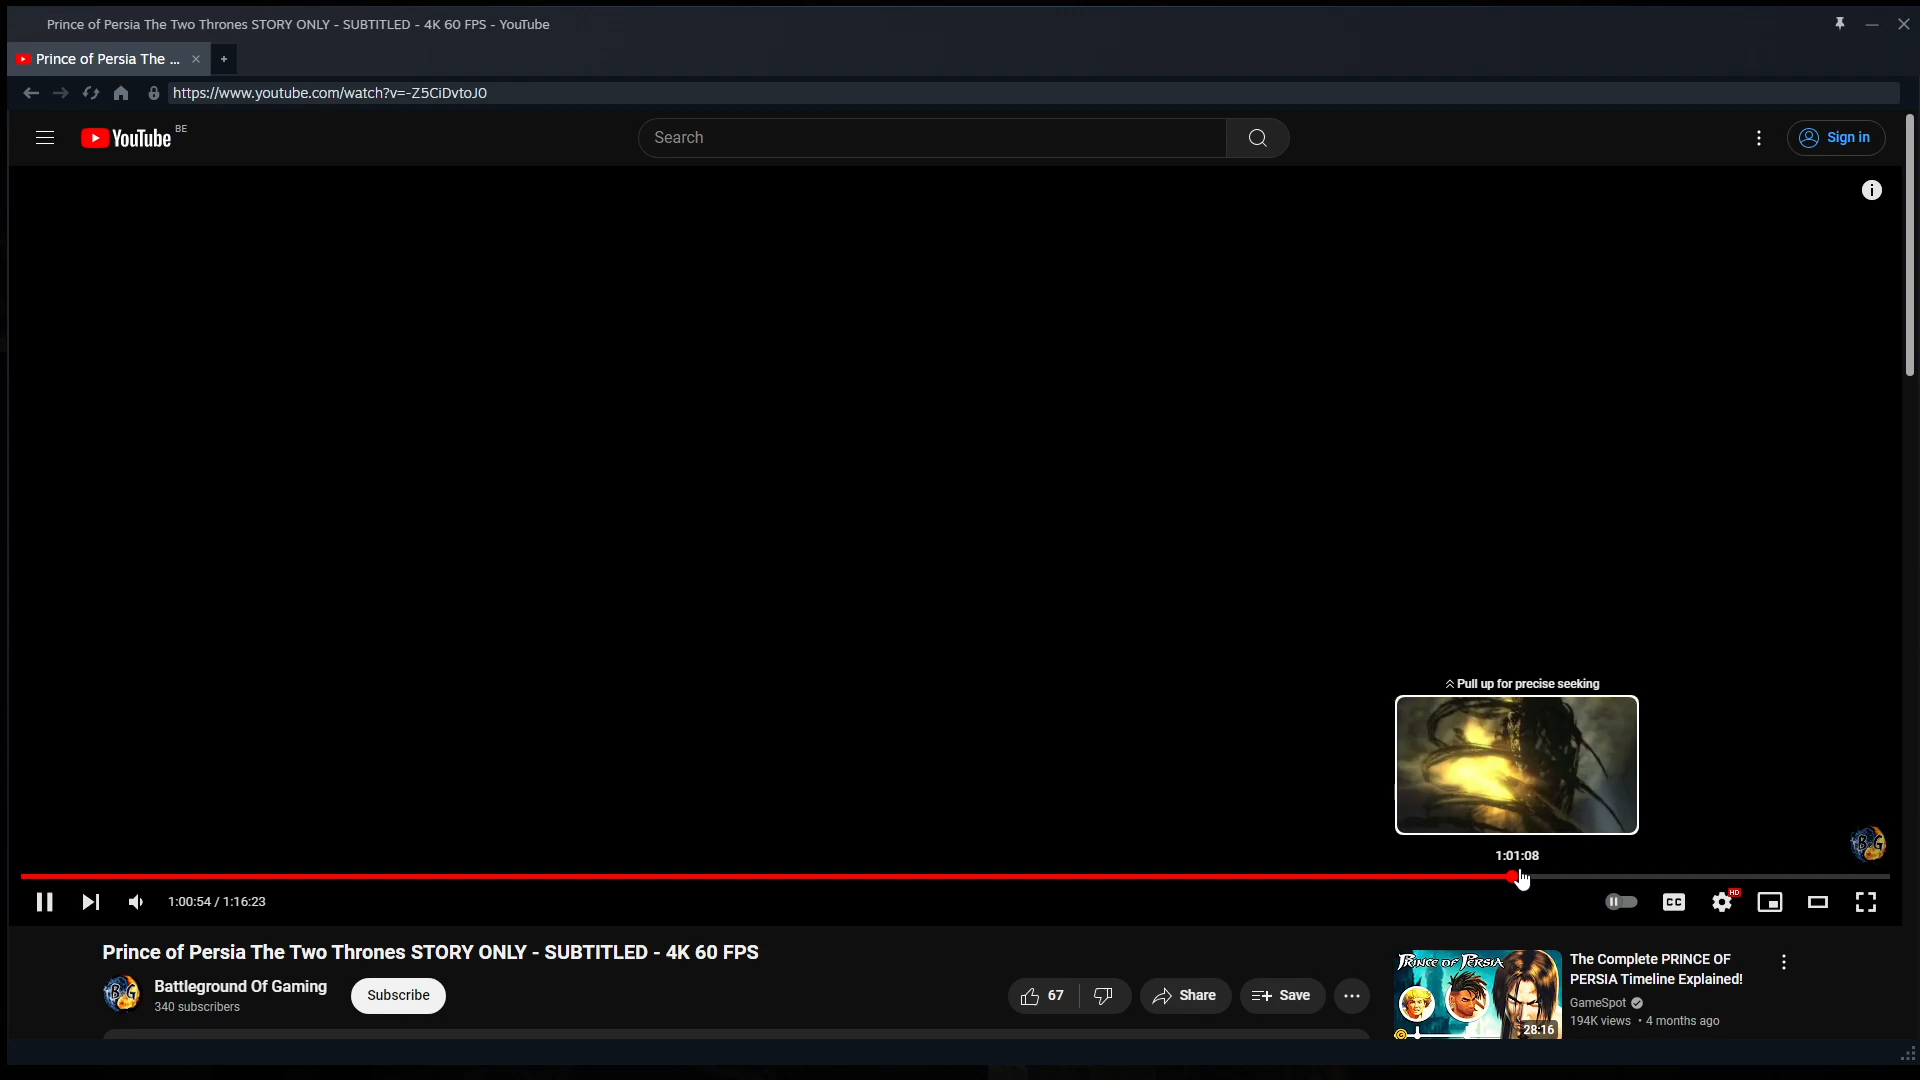 Prince of Persia The Two Thrones STORY ONLY - SUBTITLED - 4K 60 FPS - YouTube
Prince of Persia The ...
https://www.youtube.com/watch?v=-Z5CiDvtoJ0
YouTube BE
Search
Sign in
Pull up for precise seeking
1:01:08
BG
1:00:54 / 1:16:23
CC
HD
Prince of Persia The Two Thrones STORY ONLY - SUBTITLED - 4K 60 FPS
BG
Battleground Of Gaming
340 subscribers
Subscribe
67
Share
Save
PRINCE OF PERSIA
28:16
The Complete PRINCE OF
PERSIA Timeline Explained!
GameSpot
194K views • 4 months ago